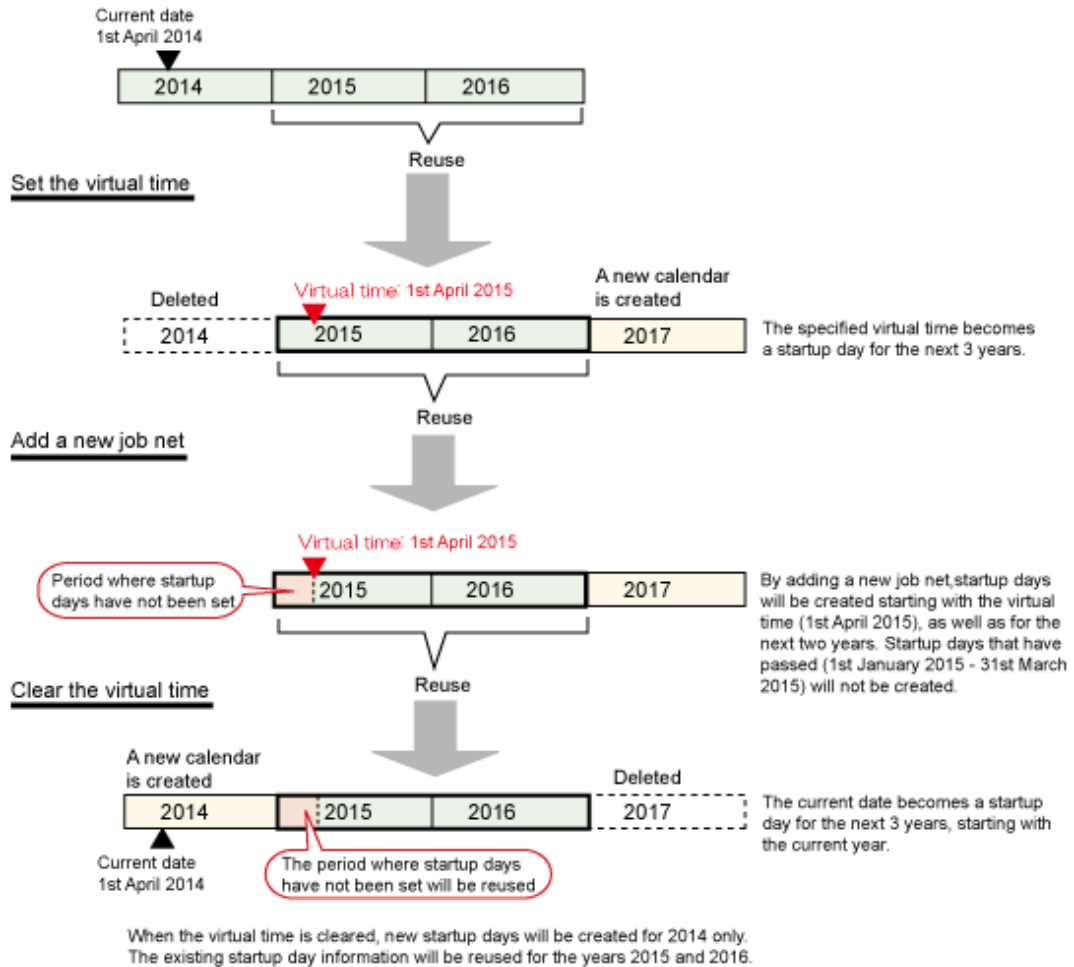 Current date
1st April 2014
2014 2015 2016
Reuse
Set the virtual time
Virtual time: 1st April 2015
Deleted
A new calendar
is created
2014 2015 2016 2017
The specified virtual time becomes
a startup day for the next 3 years.
Reuse
Add a new job net
Virtual time: 1st April 2015
Period where startup
days have not been set
2015 2016 2017
By adding a new job net,startup days
will be created starting with the virtual
time (1st April 2015), as well as for the
next two years. Startup days that have
passed (1st January 2015 - 31st March
2015) will not be created.
Reuse
Clear the virtual time
A new calendar
is created
Deleted
2014 2015 2016 2017
The current date becomes a startup
day for the next 3 years, starting with
the current year.
Current date
1st April 2014
The period where startup days
have not been set will be reused
When the virtual time is cleared, new startup days will be created for 2014 only.
The existing startup day information will be reused for the years 2015 and 2016.